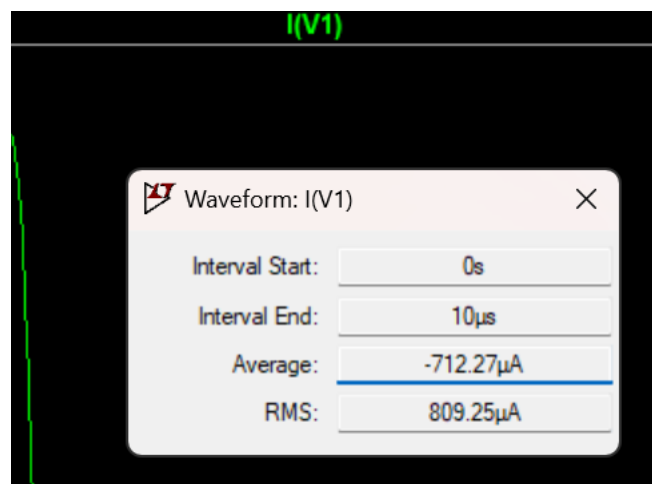 I(V1)
Waveform: I(V1)
Interval Start: 0s
Interval End: 10µs
Average: -712.27µA
RMS: 809.25µA